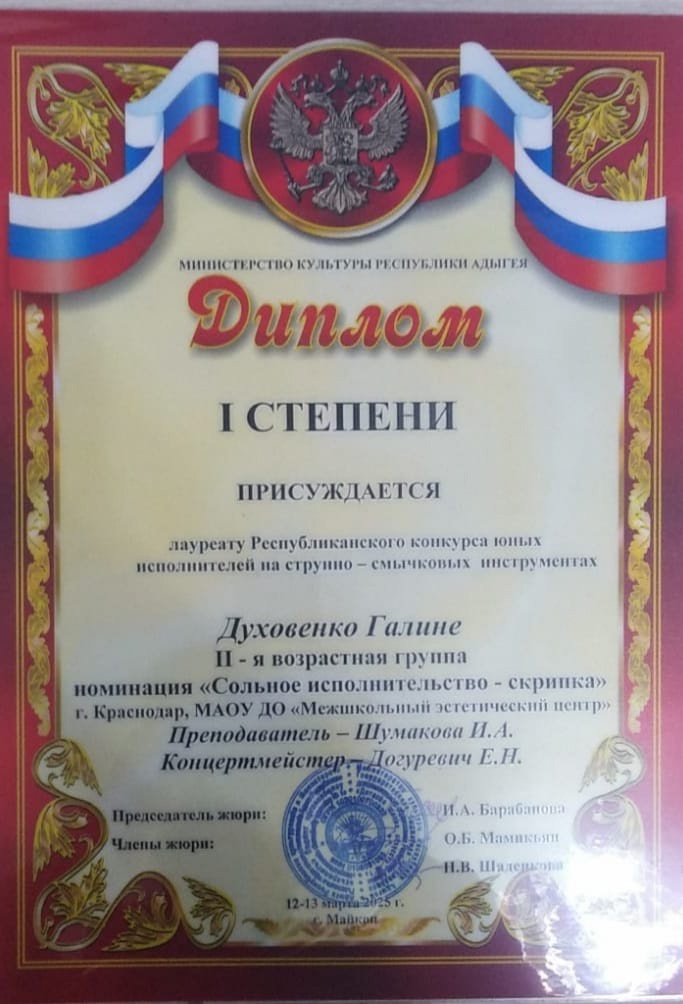 МИНИСТЕРСТВО КУЛЬТУРЫ РЕСПУБЛИКИ АДЫГЕЯ
Диплом
I СТЕПЕНИ
ПРИСУЖДАЕТСЯ
лауреату Республиканского конкурса юных
исполнителей на струнно – смычковых инструментах
Духовенко Галине
II - я возрастная группа
номинация «Сольное исполнительство - скрипка»
г. Краснодар, МАОУ ДО «Межшкольный эстетический центр»
Преподаватель – Шумакова И.А.
Концертмейстер – Догуревич Е.Н.
Председатель жюри: И.А. Барабанова
Члены жюри: О.Б. Мамикьян
Н.В. Шаденкова
12-13 марта 2025 г.
г. Майкоп